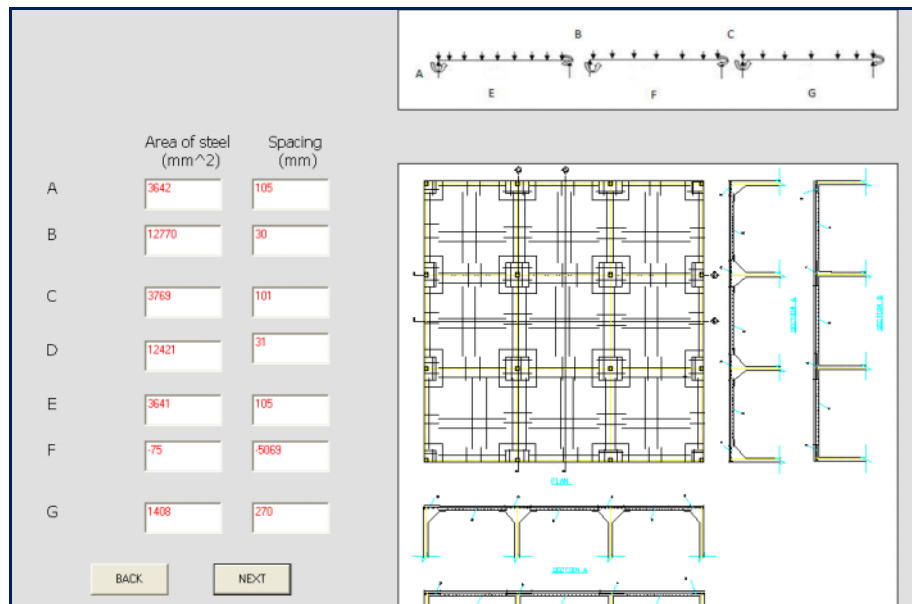 B
C
A
E
F
G
Area of steel
(mm^2)
Spacing
(mm)
A
3642
105
B
12770
30
C
3769
101
D
12421
31
E
3641
105
F
-75
-5069
G
1408
270
BACK
NEXT
SECTION A
SECTION B
PLAN
SECTION A